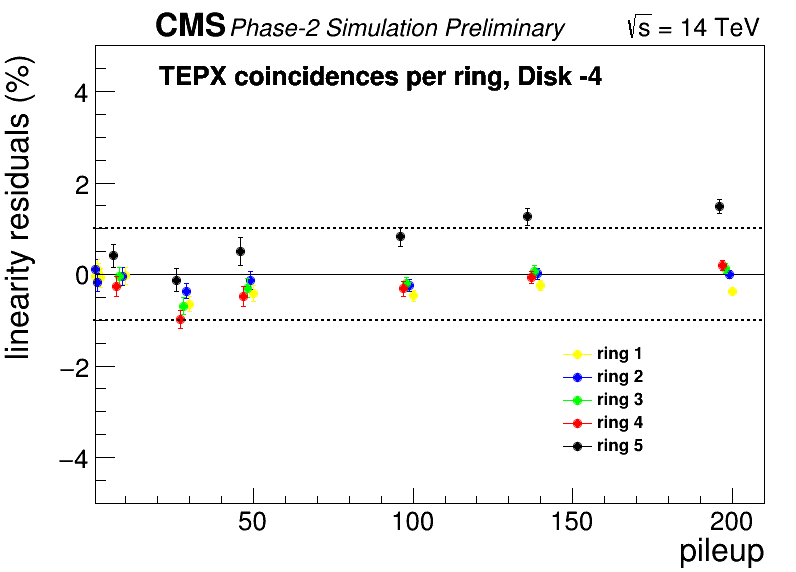 CMS Phase-2 Simulation Preliminary √s = 14 TeV
TEPX coincidences per ring, Disk -4
linearity residuals (%)
4
2
0
−2
−4
ring 1
ring 2
ring 3
ring 4
ring 5
50 100 150 200
pileup